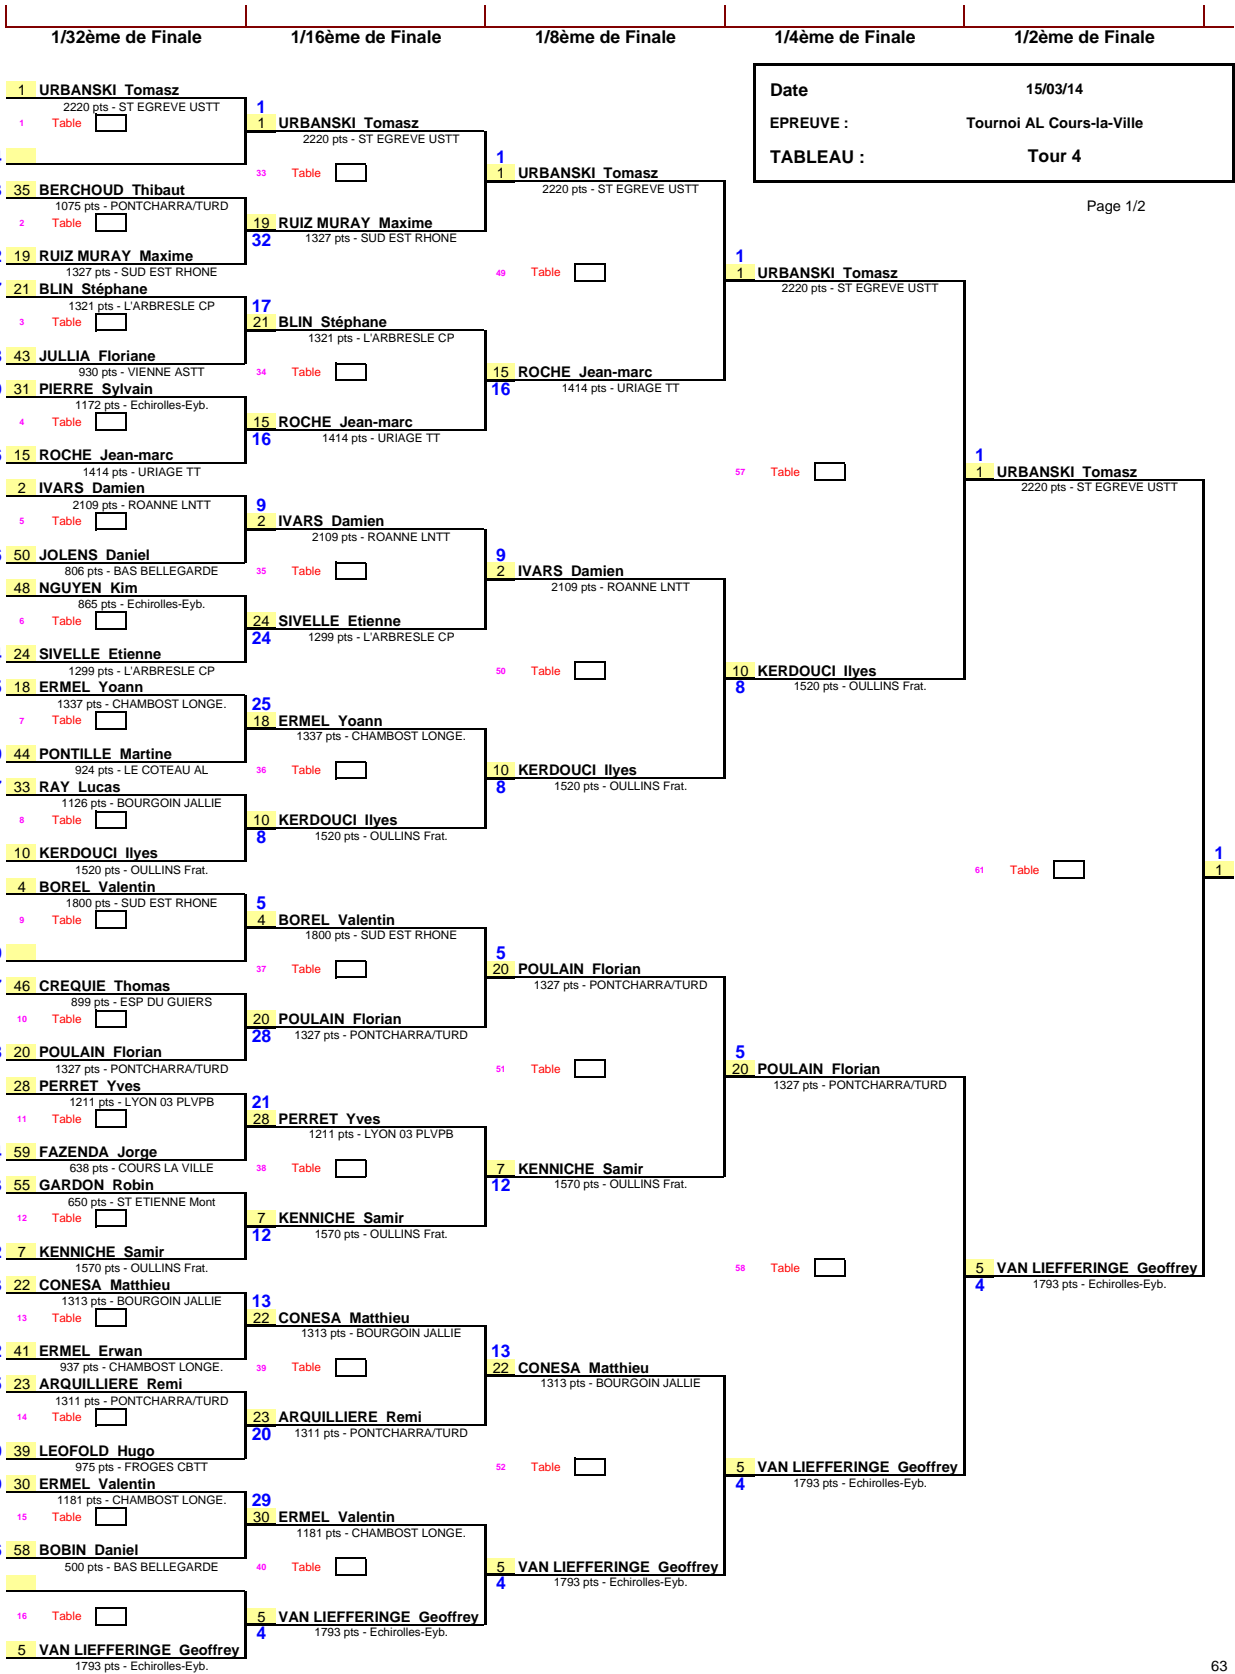 1/32ème de Finale 1/16ème de Finale 1/8ème de Finale 1/4ème de Finale 1/2ème de Finale
Date 15/03/14
EPREUVE : Tournoi AL Cours-la-Ville
TABLEAU : Tour 4
Page 1/2
1 URBANSKI Tomasz
2220 pts - ST EGREVE USTT
1 Table
35 BERCHOUD Thibaut
1075 pts - PONTCHARRA/TURD
2 Table
19 RUIZ MURAY Maxime
1327 pts - SUD EST RHONE
21 BLIN Stéphane
1321 pts - L'ARBRESLE CP
3 Table
43 JULLIA Floriane
930 pts - VIENNE ASTT
31 PIERRE Sylvain
1172 pts - Echirolles-Eyb.
4 Table
15 ROCHE Jean-marc
1414 pts - URIAGE TT
2 IVARS Damien
2109 pts - ROANNE LNTT
5 Table
50 JOLENS Daniel
806 pts - BAS BELLEGARDE
48 NGUYEN Kim
865 pts - Echirolles-Eyb.
6 Table
24 SIVELLE Etienne
1299 pts - L'ARBRESLE CP
18 ERMEL Yoann
1337 pts - CHAMBOST LONGE.
7 Table
44 PONTILLE Martine
924 pts - LE COTEAU AL
33 RAY Lucas
1126 pts - BOURGOIN JALLIE
8 Table
10 KERDOUCI Ilyes
1520 pts - OULLINS Frat.
4 BOREL Valentin
1800 pts - SUD EST RHONE
9 Table
46 CREQUIE Thomas
899 pts - ESP DU GUIERS
10 Table
20 POULAIN Florian
1327 pts - PONTCHARRA/TURD
28 PERRET Yves
1211 pts - LYON 03 PLVPB
11 Table
59 FAZENDA Jorge
638 pts - COURS LA VILLE
55 GARDON Robin
650 pts - ST ETIENNE Mont
12 Table
7 KENNICHE Samir
1570 pts - OULLINS Frat.
22 CONESA Matthieu
1313 pts - BOURGOIN JALLIE
13 Table
41 ERMEL Erwan
937 pts - CHAMBOST LONGE.
23 ARQUILLIERE Remi
1311 pts - PONTCHARRA/TURD
14 Table
39 LEOFOLD Hugo
975 pts - FROGES CBTT
30 ERMEL Valentin
1181 pts - CHAMBOST LONGE.
15 Table
58 BOBIN Daniel
500 pts - BAS BELLEGARDE
16 Table
5 VAN LIEFFERINGE Geoffrey
1793 pts - Echirolles-Eyb.
1
1 URBANSKI Tomasz
2220 pts - ST EGREVE USTT
33 Table
19 RUIZ MURAY Maxime
32 1327 pts - SUD EST RHONE
17
21 BLIN Stéphane
1321 pts - L'ARBRESLE CP
34 Table
15 ROCHE Jean-marc
16 1414 pts - URIAGE TT
9
2 IVARS Damien
2109 pts - ROANNE LNTT
35 Table
24 SIVELLE Etienne
24 1299 pts - L'ARBRESLE CP
25
18 ERMEL Yoann
1337 pts - CHAMBOST LONGE.
36 Table
10 KERDOUCI Ilyes
8 1520 pts - OULLINS Frat.
5
4 BOREL Valentin
1800 pts - SUD EST RHONE
37 Table
20 POULAIN Florian
28 1327 pts - PONTCHARRA/TURD
21
28 PERRET Yves
1211 pts - LYON 03 PLVPB
38 Table
7 KENNICHE Samir
12 1570 pts - OULLINS Frat.
13
22 CONESA Matthieu
1313 pts - BOURGOIN JALLIE
39 Table
23 ARQUILLIERE Remi
20 1311 pts - PONTCHARRA/TURD
29
30 ERMEL Valentin
1181 pts - CHAMBOST LONGE.
40 Table
5 VAN LIEFFERINGE Geoffrey
4 1793 pts - Echirolles-Eyb.
1
1 URBANSKI Tomasz
2220 pts - ST EGREVE USTT
49 Table
15 ROCHE Jean-marc
16 1414 pts - URIAGE TT
9
2 IVARS Damien
2109 pts - ROANNE LNTT
50 Table
10 KERDOUCI Ilyes
8 1520 pts - OULLINS Frat.
5
20 POULAIN Florian
1327 pts - PONTCHARRA/TURD
51 Table
7 KENNICHE Samir
12 1570 pts - OULLINS Frat.
13
22 CONESA Matthieu
1313 pts - BOURGOIN JALLIE
52 Table
5 VAN LIEFFERINGE Geoffrey
4 1793 pts - Echirolles-Eyb.
1
1 URBANSKI Tomasz
2220 pts - ST EGREVE USTT
57 Table
10 KERDOUCI Ilyes
8 1520 pts - OULLINS Frat.
5
20 POULAIN Florian
1327 pts - PONTCHARRA/TURD
58 Table
5 VAN LIEFFERINGE Geoffrey
4 1793 pts - Echirolles-Eyb.
1
1 URBANSKI Tomasz
2220 pts - ST EGREVE USTT
61 Table
5 VAN LIEFFERINGE Geoffrey
4 1793 pts - Echirolles-Eyb.
1
1
63